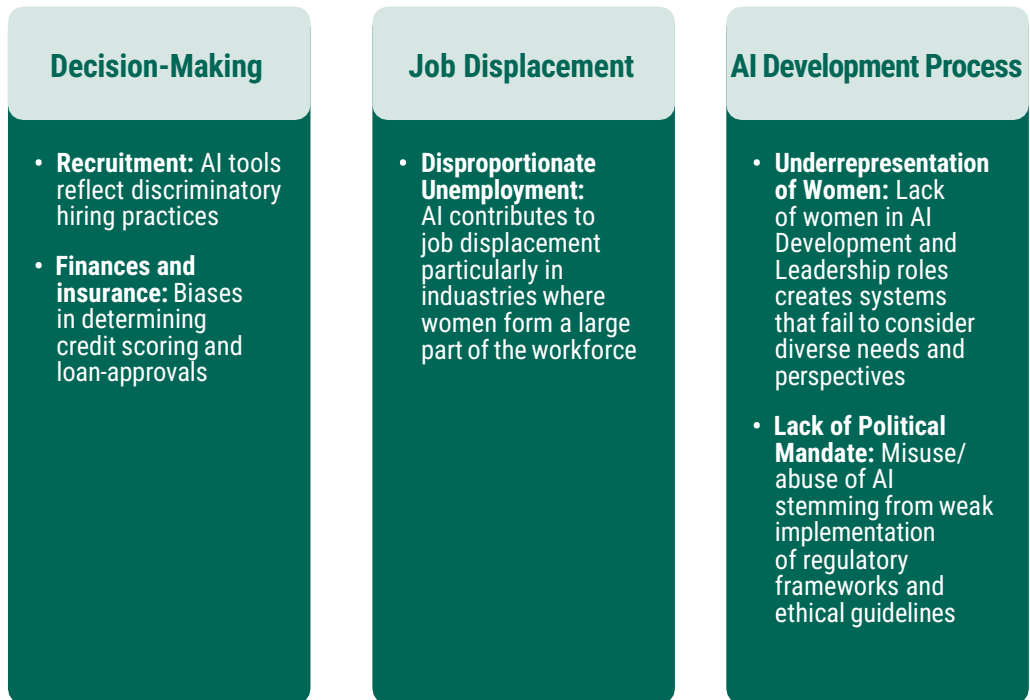 Decision-Making
• Recruitment: AI tools
reflect discriminatory
hiring practices
• Finances and
insurance: Biases
in determining
credit scoring and
loan-approvals
Job Displacement
• Disproportionate
Unemployment:
AI contributes to
job displacement
particularly in
induastries where
women form a large
part of the workforce
AI Development Process
• Underrepresentation
of Women: Lack
of women in AI
Development and
Leadership roles
creates systems
that fail to consider
diverse needs and
perspectives
• Lack of Political
Mandate: Misuse/
abuse of AI
stemming from weak
implementation
of regulatory
frameworks and
ethical guidelines